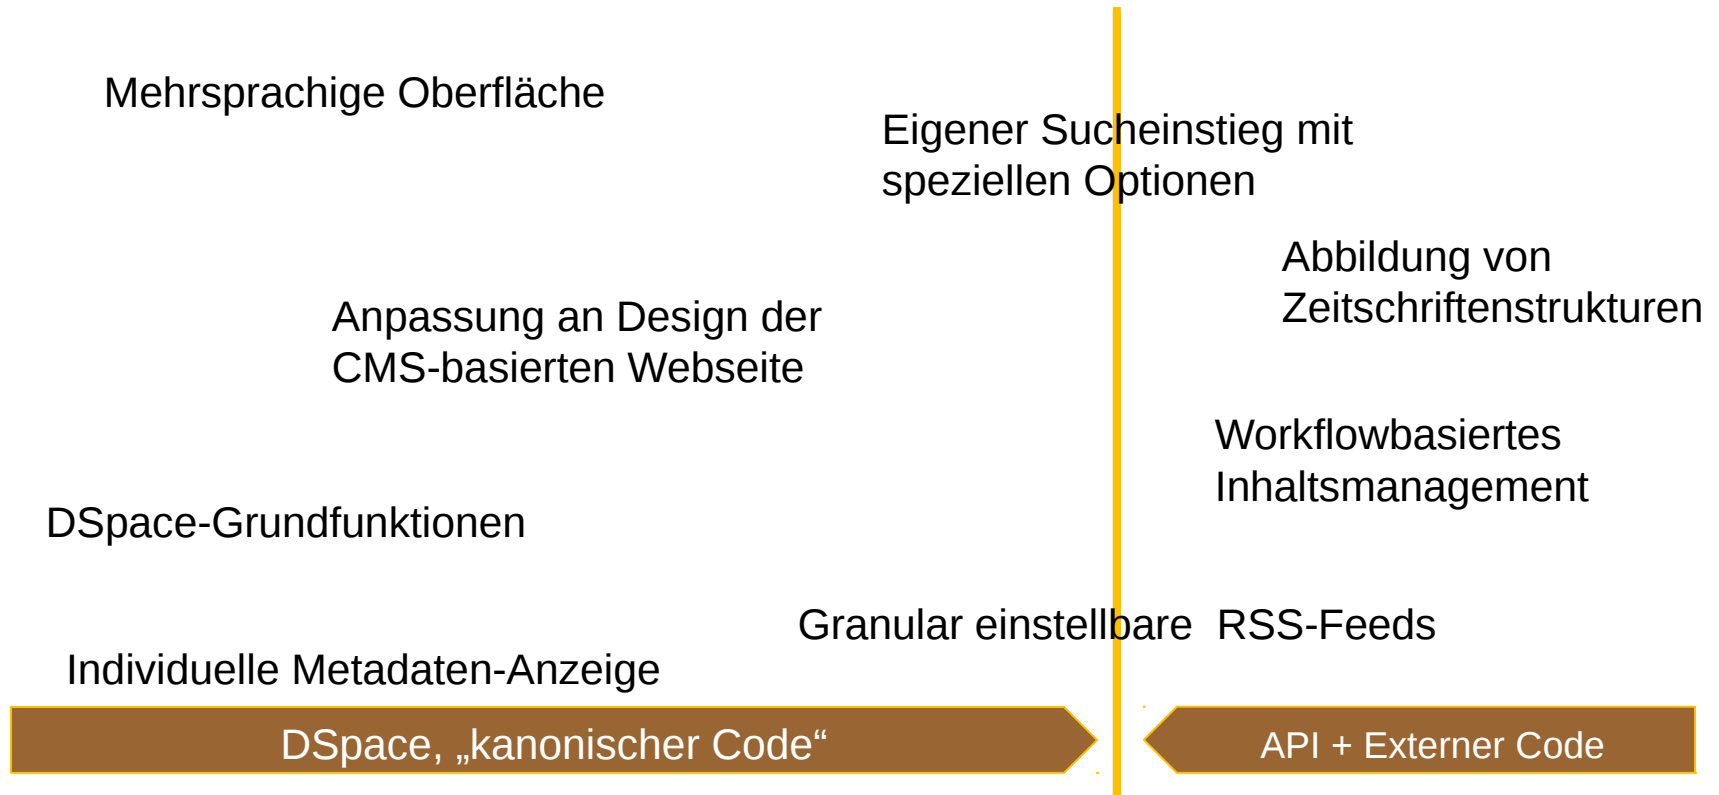 Mehrsprachige Oberfläche
Eigener Sucheinstieg mit
speziellen Optionen
Abbildung von
Zeitschriftenstrukturen
Anpassung an Design der
CMS-basierten Webseite
Workflowbasiertes
Inhaltsmanagement
DSpace-Grundfunktionen
Granular einstellbare  RSS-Feeds
Individuelle Metadaten-Anzeige
DSpace, „kanonischer Code“
API + Externer Code